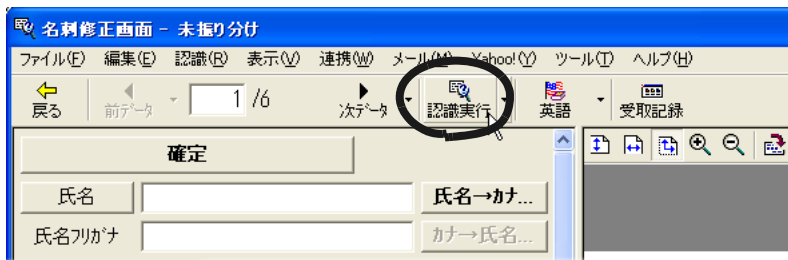 名刺修正画面 - 未振り分け
ファイル(F) 編集(E) 認識(R) 表示(V) 連携(W) メール(M) Yahoo!(Y) ツール(T) ヘルプ(H)
戻る 前ﾃﾞｰﾀ 1 /6 次ﾃﾞｰﾀ 認識実行 英語 受取記録
確定
氏名 氏名→ｶﾅ...
氏名ﾌﾘｶﾞﾅ ｶﾅ→氏名...